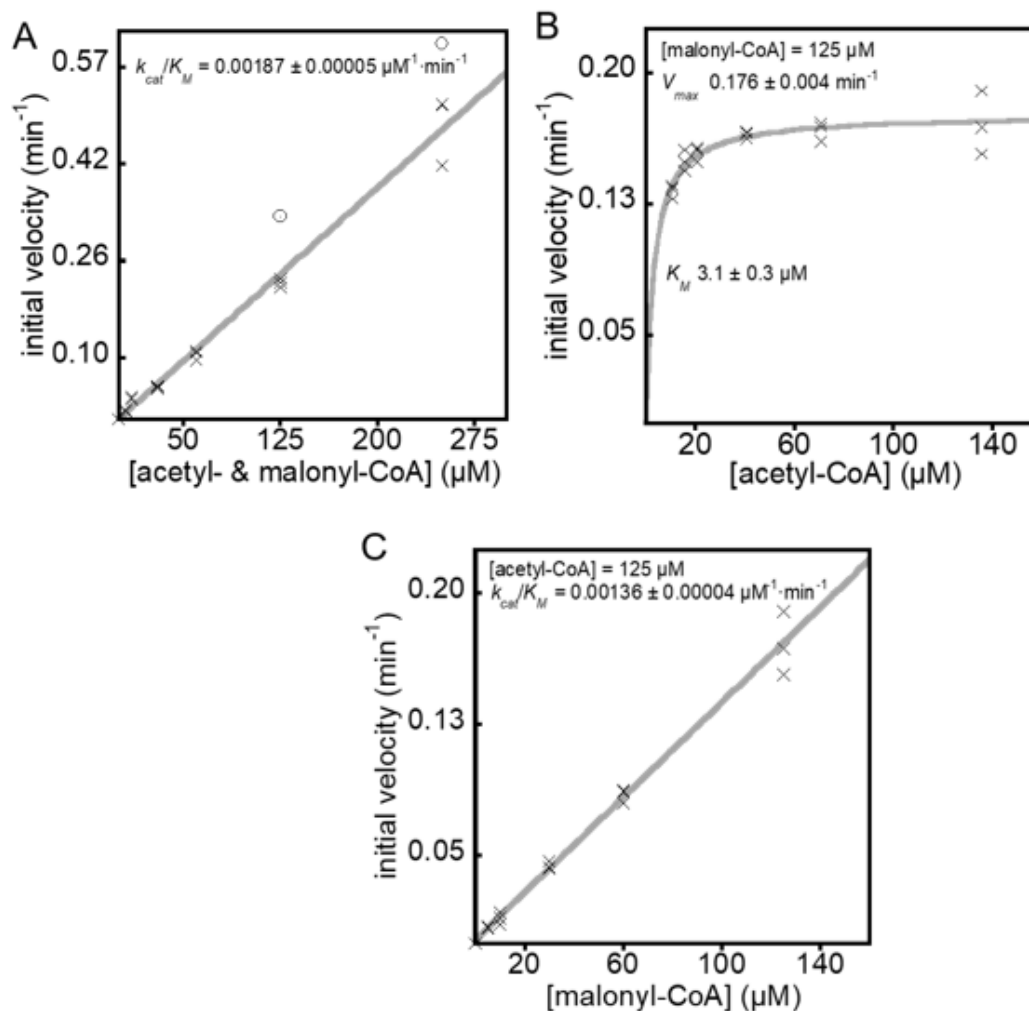 A
k_cat/K_M = 0.00187 ± 0.00005 µM⁻¹·min⁻¹
initial velocity (min⁻¹)
0.57
0.42
0.26
0.10
50 125 200 275
[acetyl- & malonyl-CoA] (µM)
B
[malonyl-CoA] = 125 µM
V_max 0.176 ± 0.004 min⁻¹
K_M 3.1 ± 0.3 µM
initial velocity (min⁻¹)
0.20
0.13
0.05
20 60 100 140
[acetyl-CoA] (µM)
C
[acetyl-CoA] = 125 µM
k_cat/K_M = 0.00136 ± 0.00004 µM⁻¹·min⁻¹
initial velocity (min⁻¹)
0.20
0.13
0.05
20 60 100 140
[malonyl-CoA] (µM)